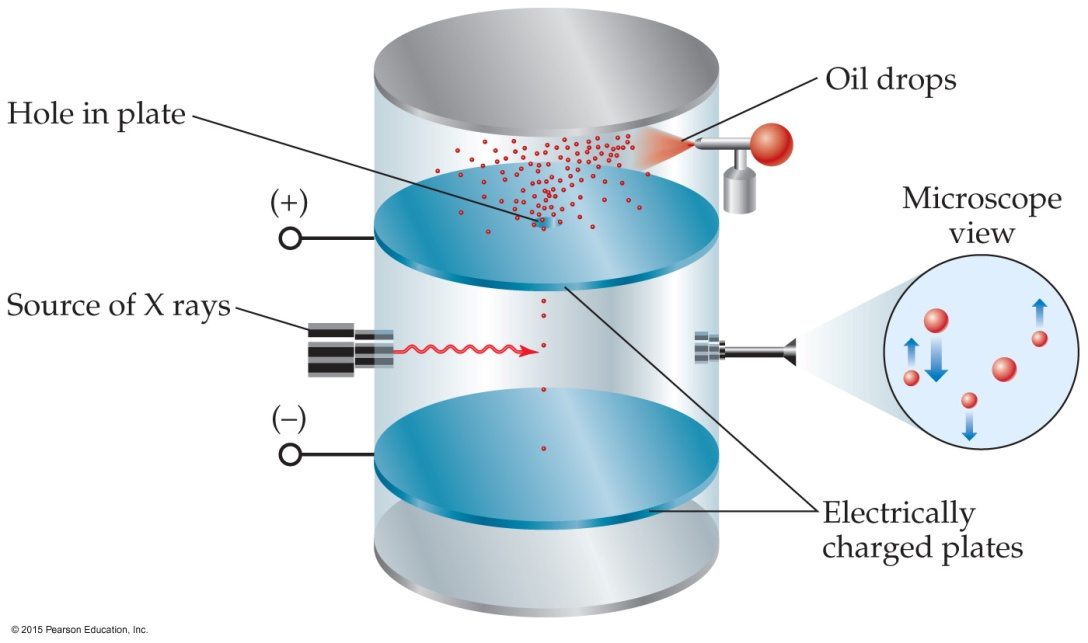 Oil drops
Hole in plate
(+)
Microscope
view
Source of X rays
(–)
Electrically
charged plates
© 2015 Pearson Education, Inc.